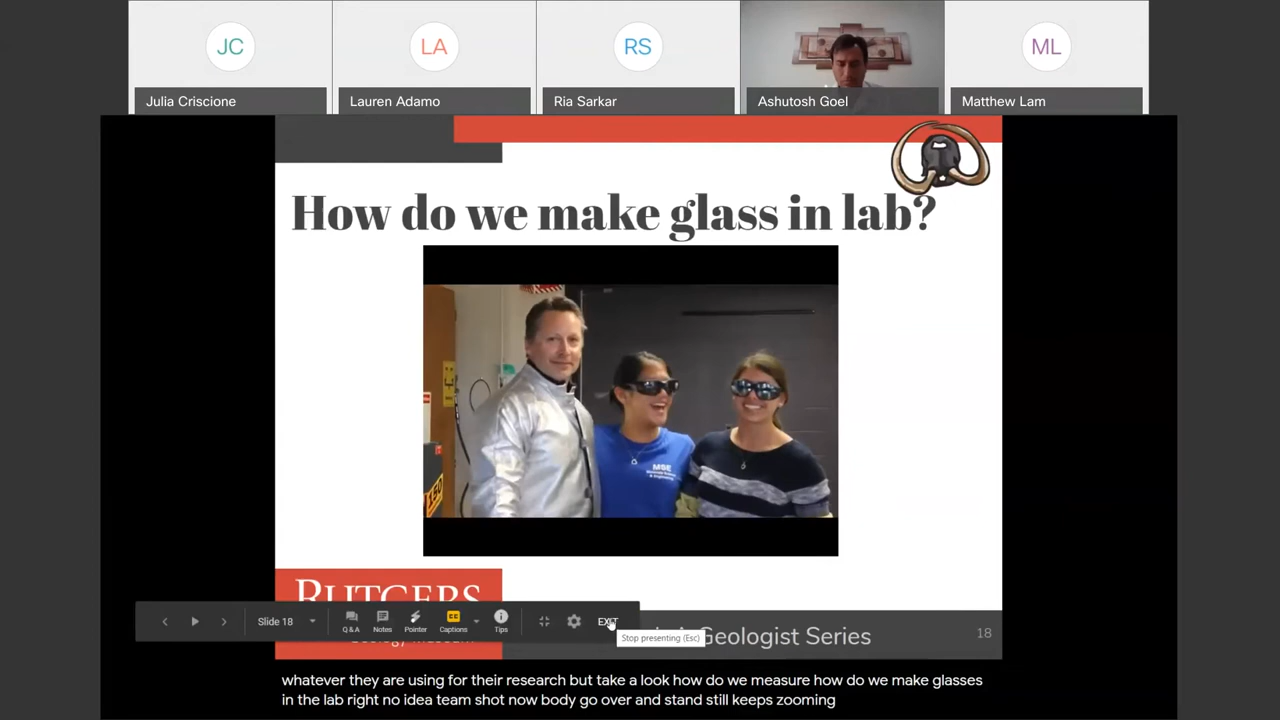 JC
LA
RS
ML
Julia Criscione
Lauren Adamo
Ria Sarkar
Ashutosh Goel
Matthew Lam
How do we make glass in lab?
MSE
RUTGERS
Slide 18
Q & A
Notes
Pointer
Captions
Tips
EXIT
Stop presenting (Esc)
Geologist Series
18
whatever they are using for their research but take a look how do we measure how do we make glasses
in the lab right no idea team shot now body go over and stand still keeps zooming